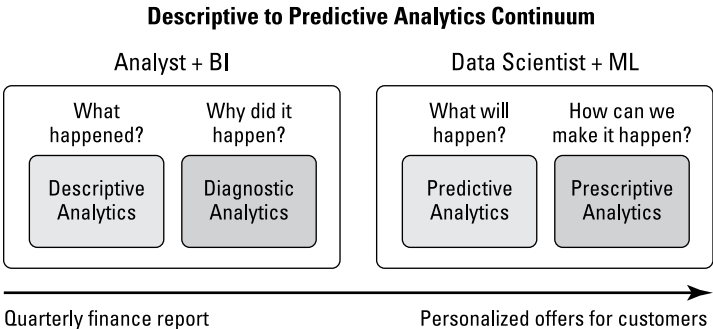 Descriptive to Predictive Analytics Continuum
Analyst + BI
What
happened?
Why did it
happen?
Descriptive
Analytics
Diagnostic
Analytics
Data Scientist + ML
What will
happen?
How can we
make it happen?
Predictive
Analytics
Prescriptive
Analytics
Quarterly finance report
Personalized offers for customers